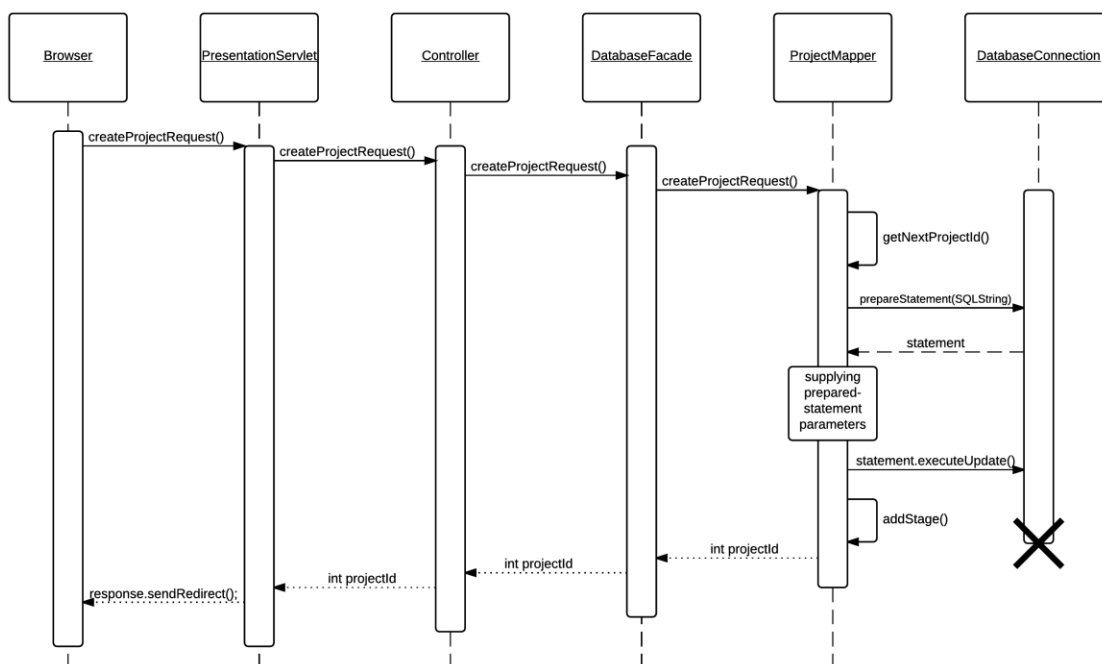 Browser
PresentationServlet
Controller
DatabaseFacade
ProjectMapper
DatabaseConnection
createProjectRequest()
createProjectRequest()
createProjectRequest()
createProjectRequest()
getNextProjectId()
prepareStatement(SQLString)
statement
supplying
prepared-
statement
parameters
statement.executeUpdate()
addStage()
int projectId
int projectId
int projectId
response.sendRedirect();